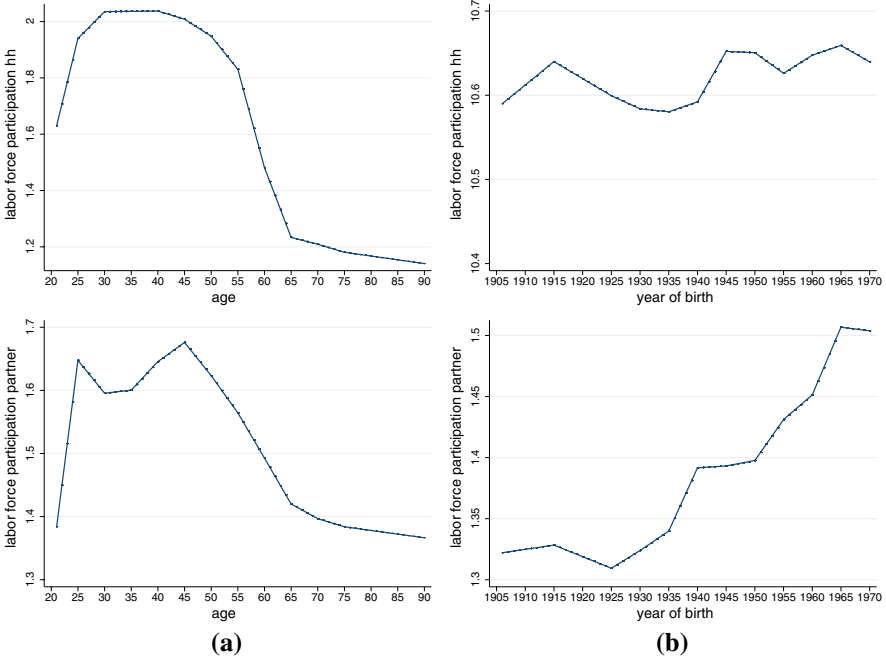 labor force participation hh
2
1.8
1.6
1.4
1.2
20 25 30 35 40 45 50 55 60 65 70 75 80 85 90
age
labor force participation hh
10.7
10.6
10.5
10.4
1905 1910 1915 1920 1925 1930 1935 1940 1945 1950 1955 1960 1965 1970
year of birth
labor force participation partner
1.7
1.6
1.5
1.4
1.3
20 25 30 35 40 45 50 55 60 65 70 75 80 85 90
age
(a)
labor force participation partner
1.5
1.45
1.4
1.35
1.3
1905 1910 1915 1920 1925 1930 1935 1940 1945 1950 1955 1960 1965 1970
year of birth
(b)